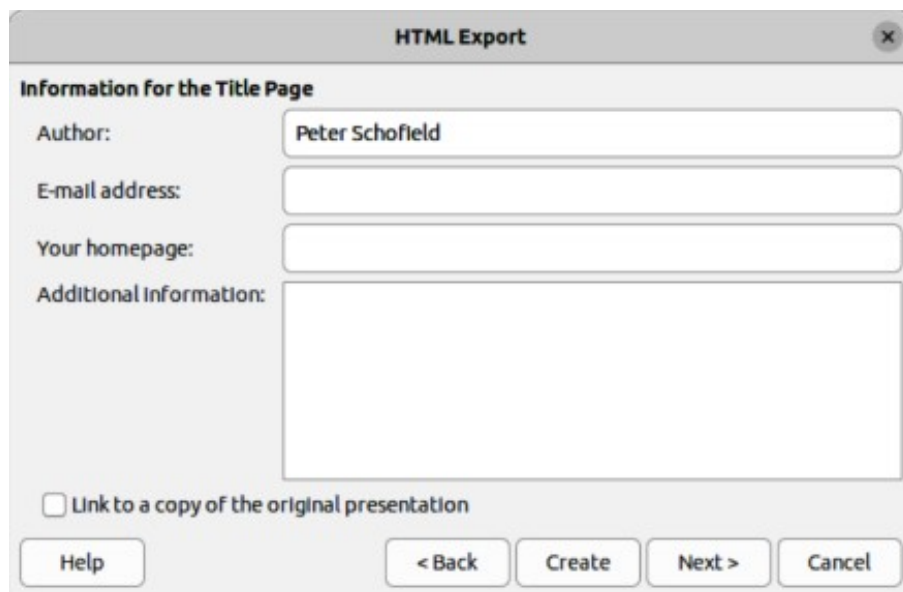 HTML Export
Information for the Title Page
Author: Peter Schofield
E-mail address:
Your homepage:
Additional information:
Link to a copy of the original presentation
Help < Back Create Next > Cancel